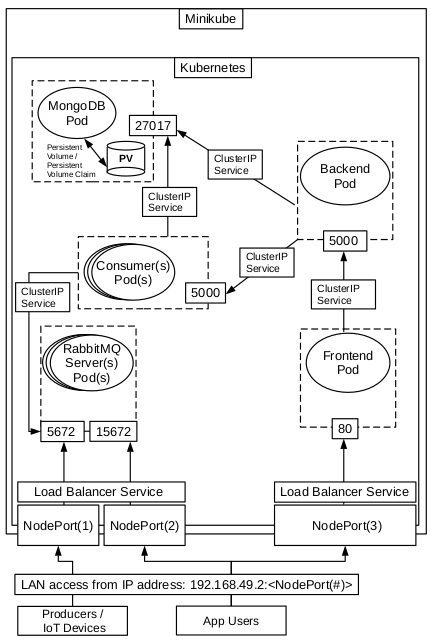 Minikube
Kubernetes
MongoDB
Pod
27017
Persistent
Volume /
Persistent
Volume Claim
PV
ClusterIP
Service
Backend
Pod
ClusterIP
Service
5000
ClusterIP
Service
Consumer(s)
Pod(s)
5000
ClusterIP
Service
ClusterIP
Service
RabbitMQ
Server(s)
Pod(s)
Frontend
Pod
5672
15672
80
Load Balancer Service
Load Balancer Service
NodePort(1)
NodePort(2)
NodePort(3)
LAN access from IP address: 192.168.49.2:<NodePort(#)>
Producers /
IoT Devices
App Users